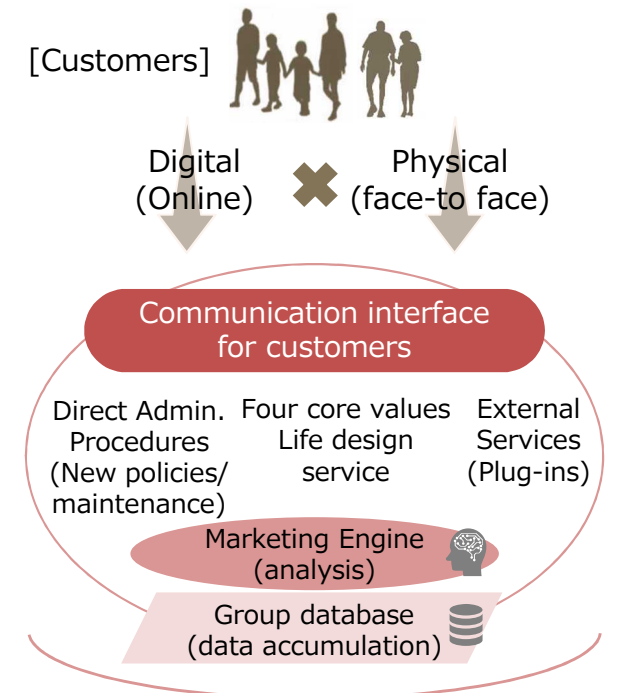 [Customers]
Digital
(Online)
Physical
(face-to face)
Communication interface
for customers
Direct Admin.
Procedures
(New policies/
maintenance)
Four core values
Life design
service
External
Services
(Plug-ins)
Marketing Engine
(analysis)
Group database
(data accumulation)